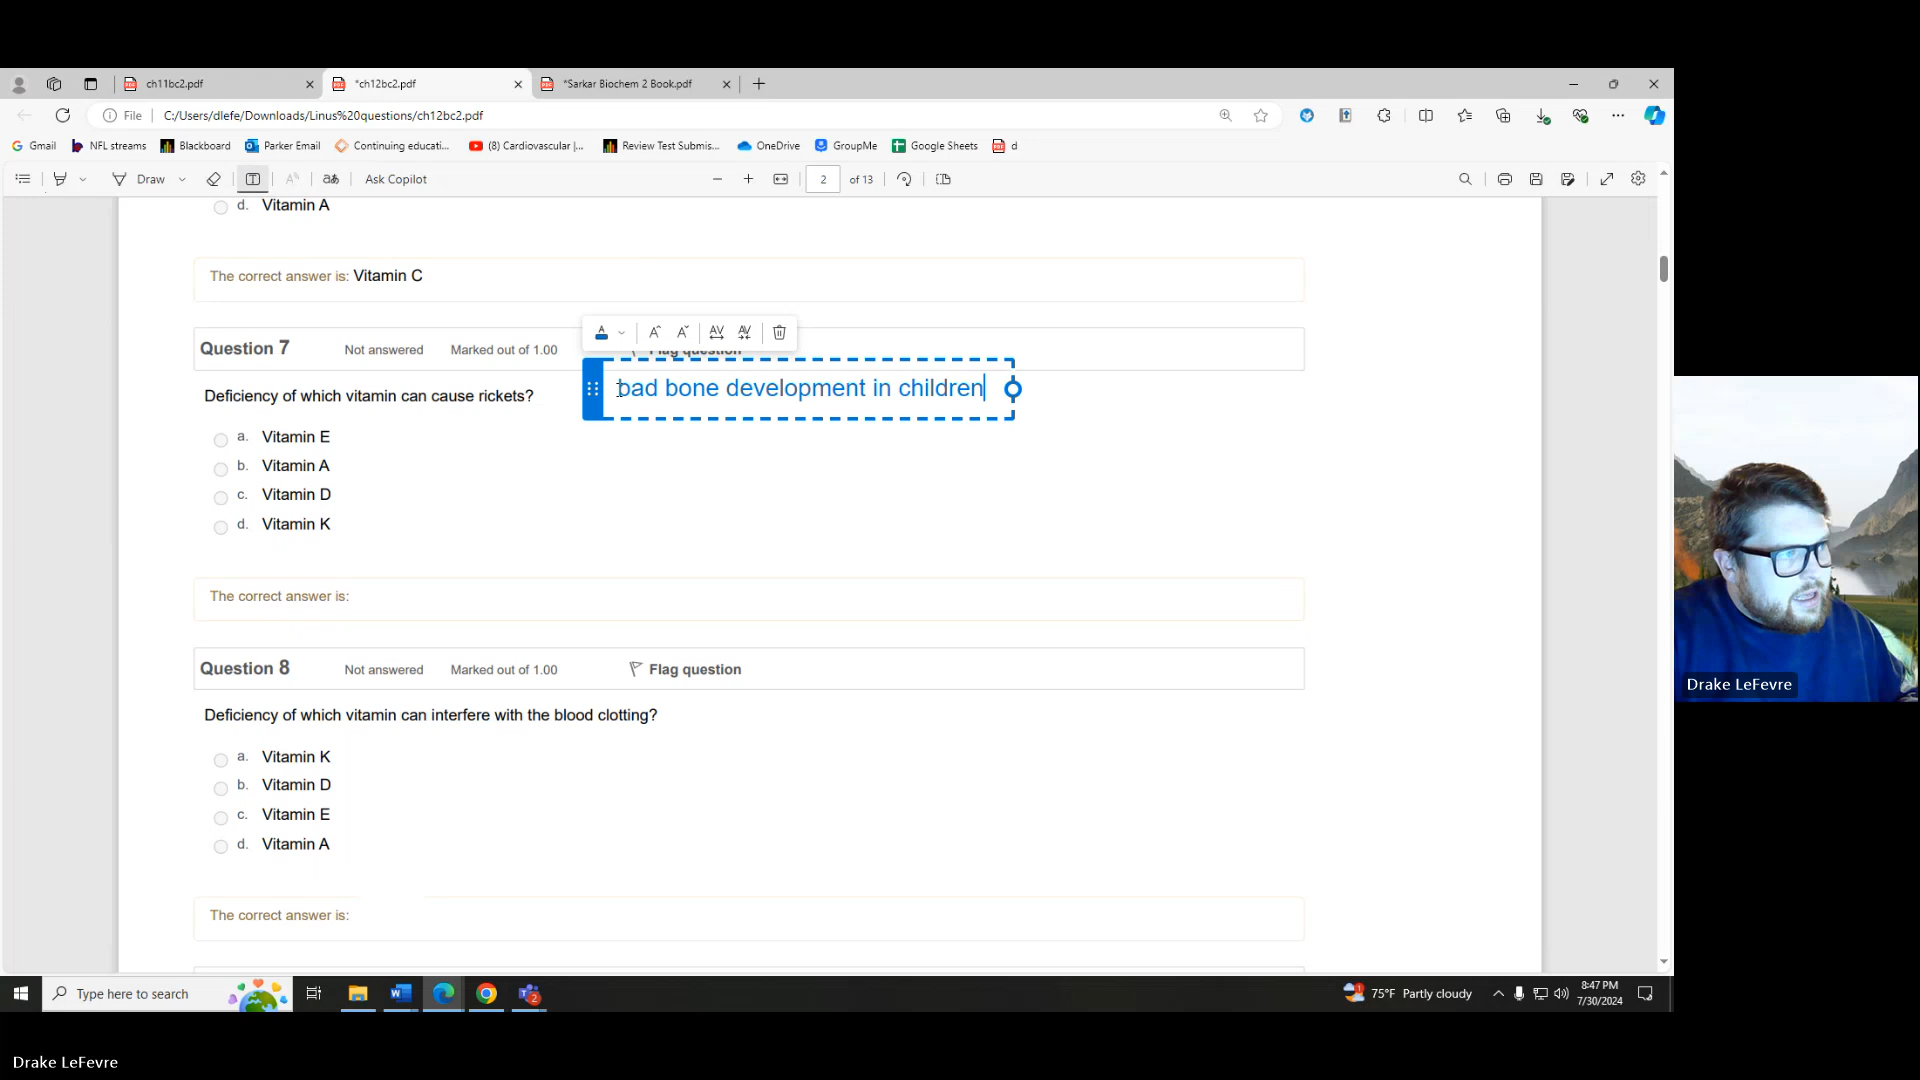 ch11bc2.pdf
*ch12bc2.pdf
*Sarkar Biochem 2 Book.pdf
File
C:/Users/dlefe/Downloads/Linus%20questions/ch12bc2.pdf
Gmail
NFL streams
Blackboard
Parker Email
Continuing educati...
(8) Cardiovascular |...
Review Test Submis...
OneDrive
GroupMe
Google Sheets
d
Draw
Ask Copilot
2
of 13
d. Vitamin A
The correct answer is: Vitamin C
Question 7
Not answered
Marked out of 1.00
Flag question
bad bone development in children
Deficiency of which vitamin can cause rickets?
a. Vitamin E
b. Vitamin A
c. Vitamin D
d. Vitamin K
The correct answer is:
Question 8
Not answered
Marked out of 1.00
Flag question
Deficiency of which vitamin can interfere with the blood clotting?
a. Vitamin K
b. Vitamin D
c. Vitamin E
d. Vitamin A
The correct answer is:
Drake LeFevre
Type here to search
75°F Partly cloudy
8:47 PM
7/30/2024
Drake LeFevre